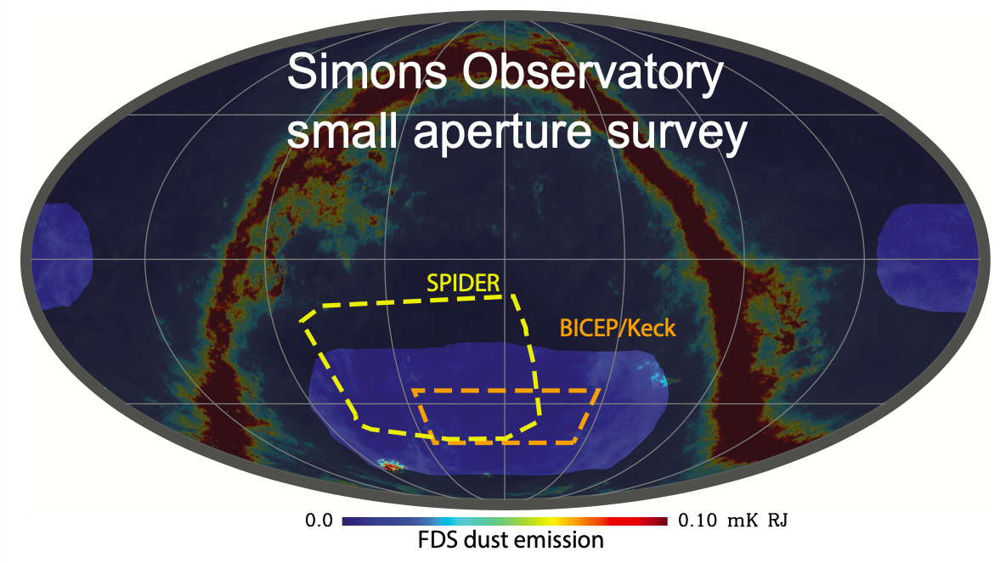 Simons Observatory
small aperture survey
SPIDER
BICEP/Keck
0.0
0.10 mK RJ
FDS dust emission